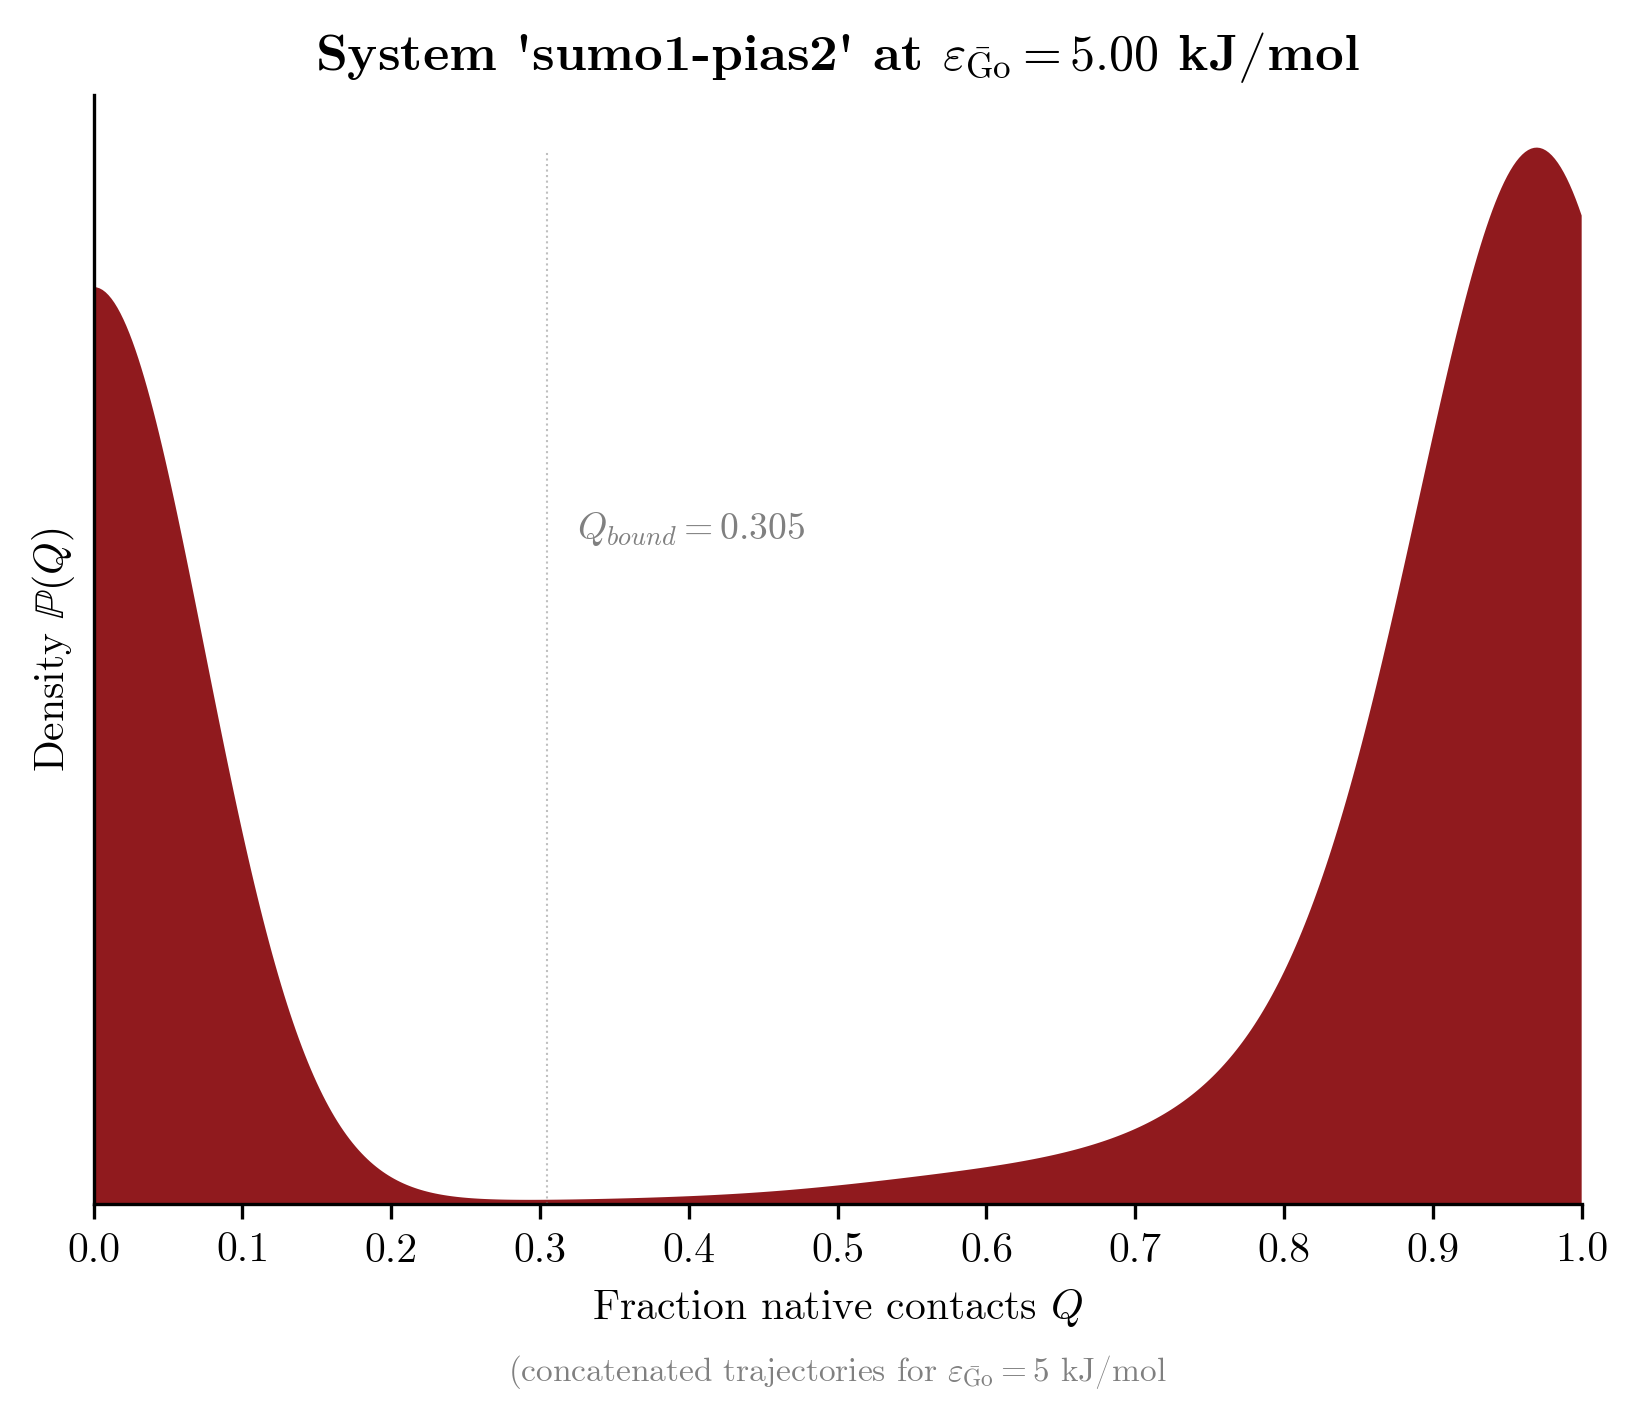 System 'sumo1-pias2' at ε_Ḡo = 5.00 kJ/mol
Density ℙ(Q)
Q_bound = 0.305
0.0 0.1 0.2 0.3 0.4 0.5 0.6 0.7 0.8 0.9 1.0
Fraction native contacts Q
(concatenated trajectories for ε_Ḡo = 5 kJ/mol